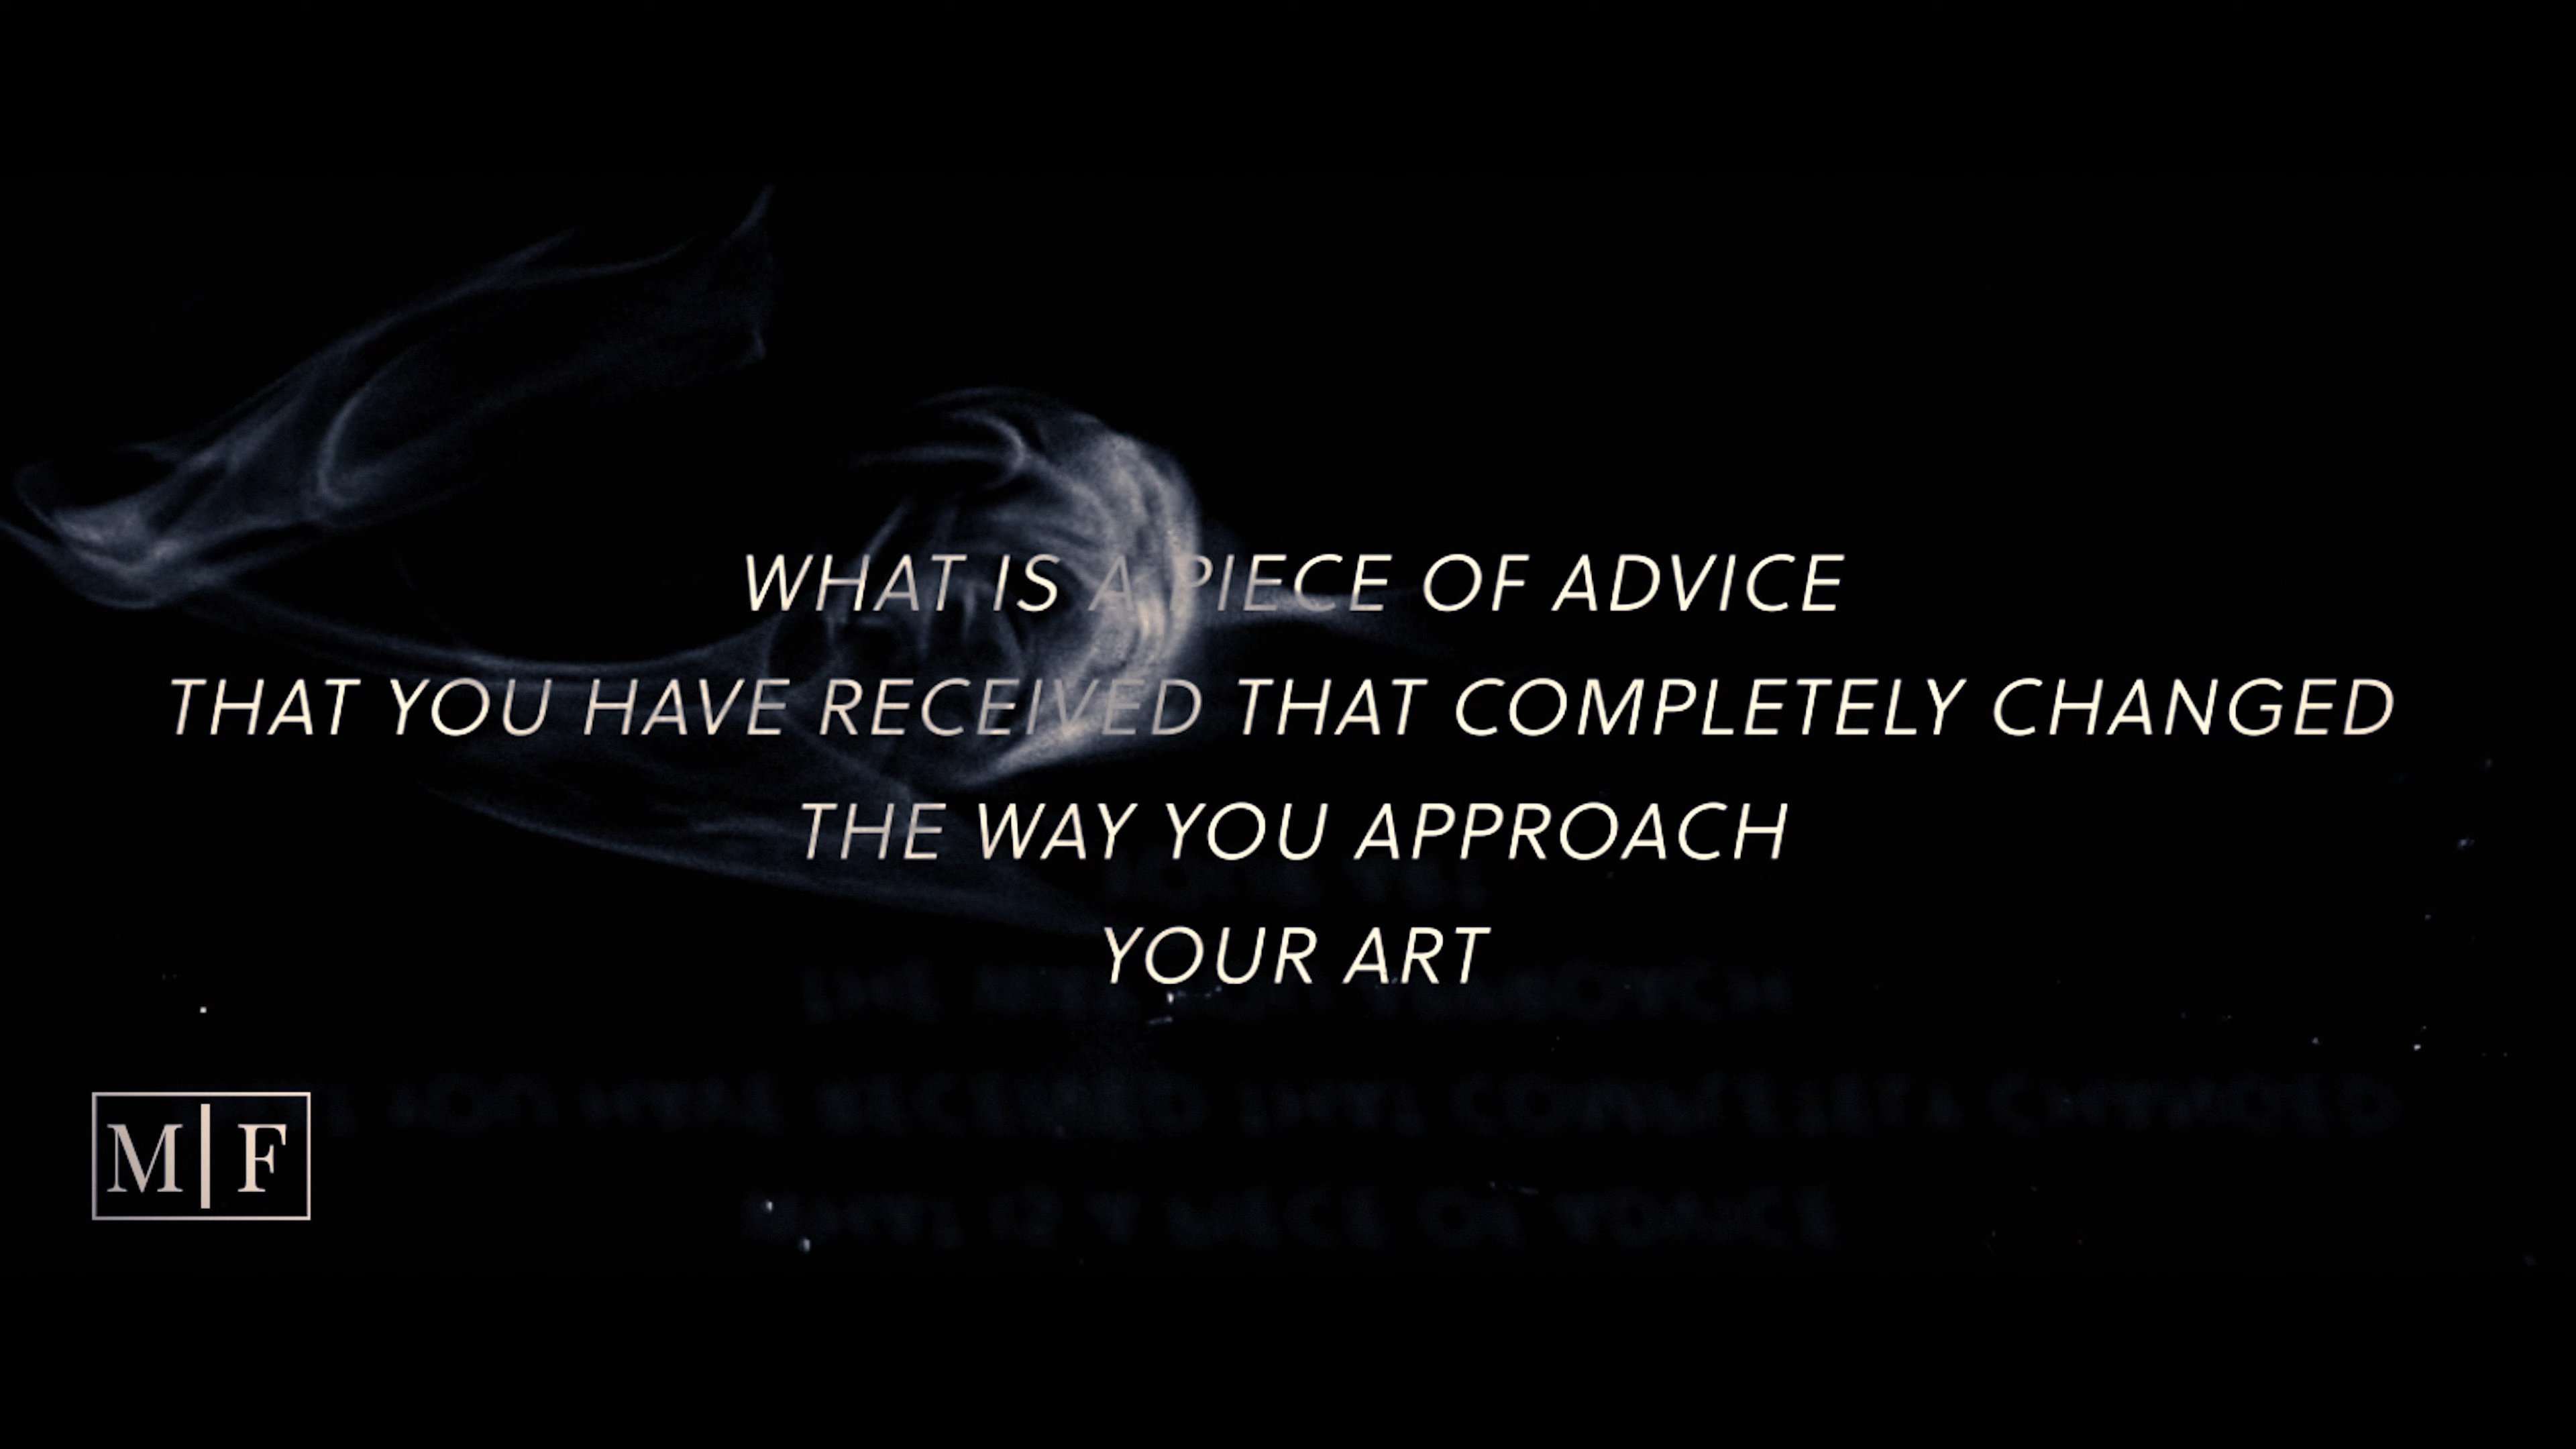 WHAT IS A PIECE OF ADVICE
THAT YOU HAVE RECEIVED THAT COMPLETELY CHANGED
THE WAY YOU APPROACH
YOUR ART
M|F